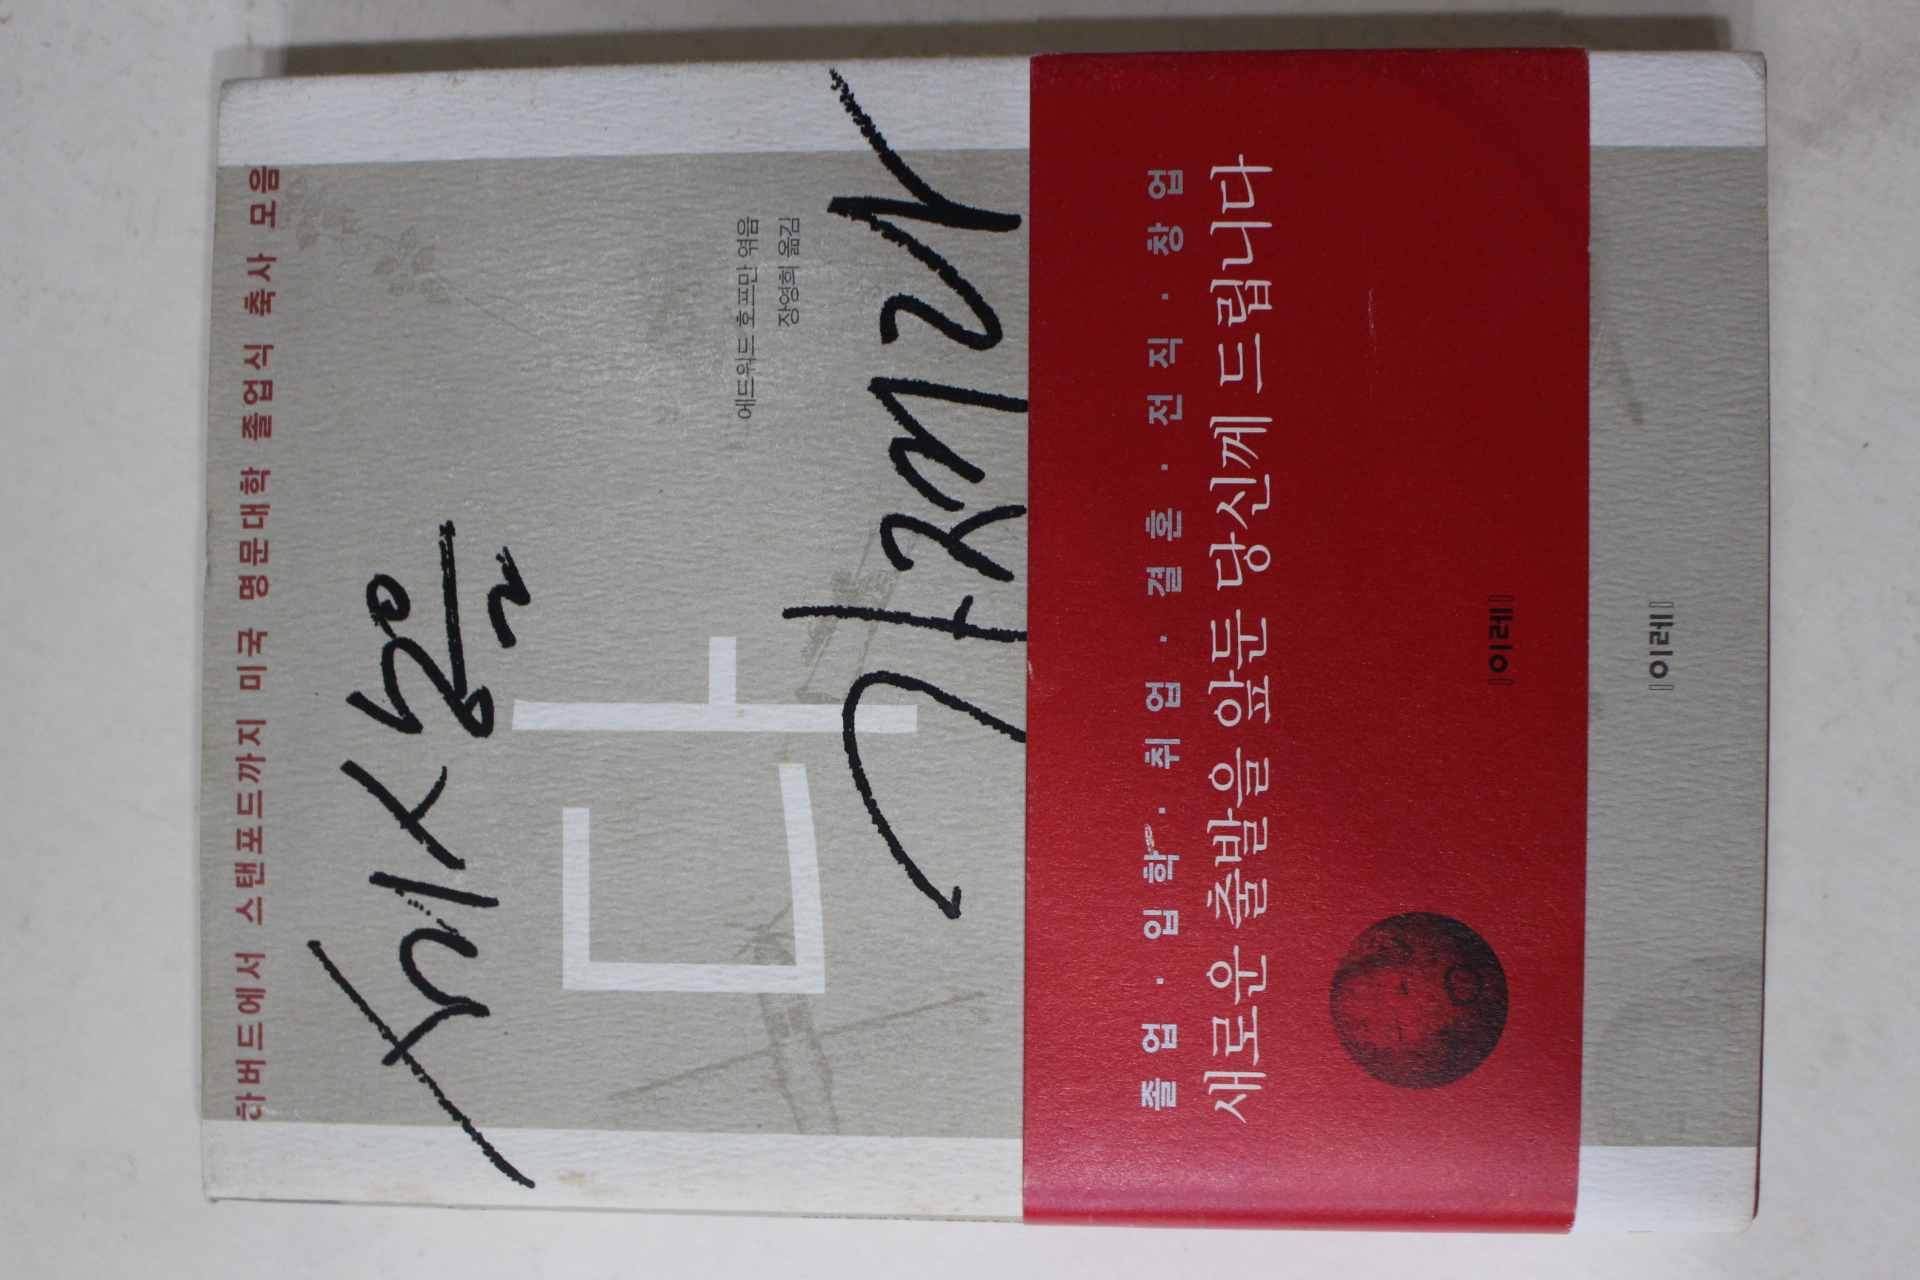 하버드에서 스탠포드까지 미국 명문대학 졸업식 축사 모음
세상을
다
가져라
에드워드 호프만 엮음
장영희 옮김
졸업 · 입학 · 취업 · 결혼 · 전직 · 창업
새로운 출발을 앞둔 당신께 드립니다
이레
이레